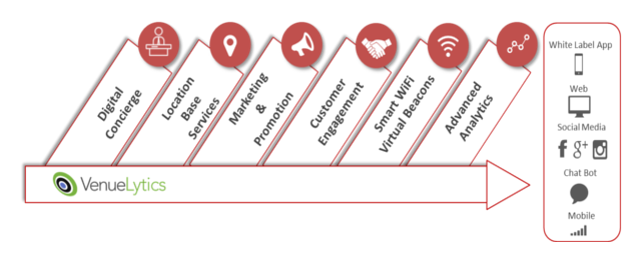 Digital
Concierge
Location
Base
Services
Marketing
&
Promotion
Customer
Engagement
Smart WiFi
Virtual Beacons
Advanced
Analytics
VenueLytics
White Label App
Web
Social Media
f g+
Chat Bot
Mobile